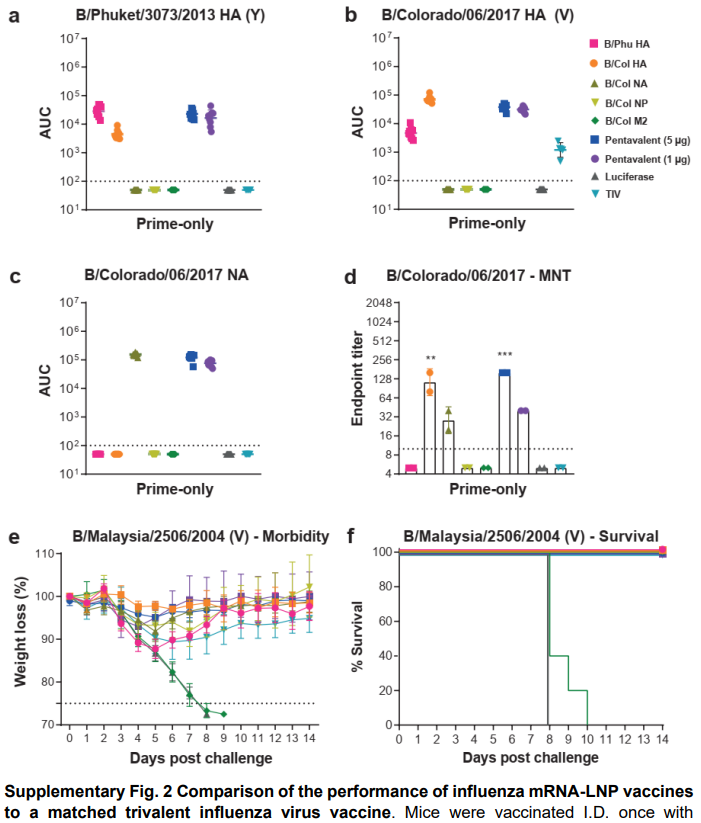 a
B/Phuket/3073/2013 HA (Y)
AUC
10⁷
10⁶
10⁵
10⁴
10³
10²
10¹
Prime-only
b
B/Colorado/06/2017 HA (V)
AUC
10⁷
10⁶
10⁵
10⁴
10³
10²
10¹
Prime-only
B/Phu HA
B/Col HA
B/Col NA
B/Col NP
B/Col M2
Pentavalent (5 µg)
Pentavalent (1 µg)
Luciferase
TIV
c
B/Colorado/06/2017 NA
AUC
10⁷
10⁶
10⁵
10⁴
10³
10²
10¹
Prime-only
d
B/Colorado/06/2017 - MNT
Endpoint titer
2048
1024
512
256
128
64
32
16
8
4
**
***
Prime-only
e
B/Malaysia/2506/2004 (V) - Morbidity
Weight loss (%)
110
100
90
80
70
0 1 2 3 4 5 6 7 8 9 10 11 12 13 14
Days post challenge
f
B/Malaysia/2506/2004 (V) - Survival
% Survival
100
80
60
40
20
0
0 1 2 3 4 5 6 7 8 9 10 11 12 13 14
Days post challenge
Supplementary Fig. 2 Comparison of the performance of influenza mRNA-LNP vaccines
to a matched trivalent influenza virus vaccine. Mice were vaccinated I.D. once with